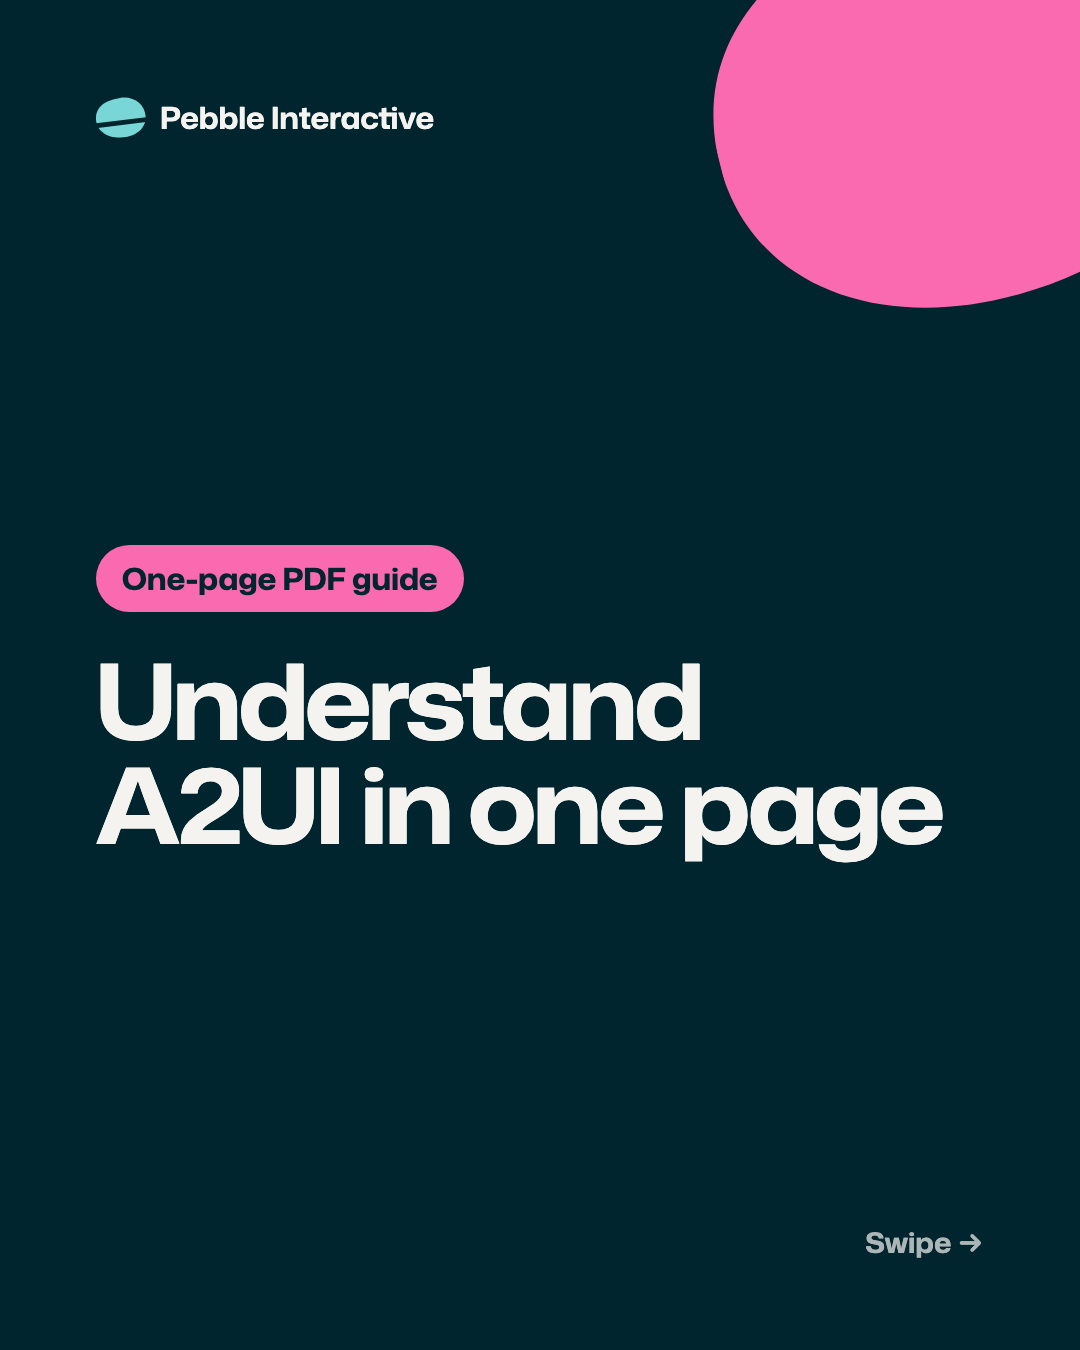 Pebble Interactive
One-page PDF guide
Understand
A2UI in one page
Swipe →